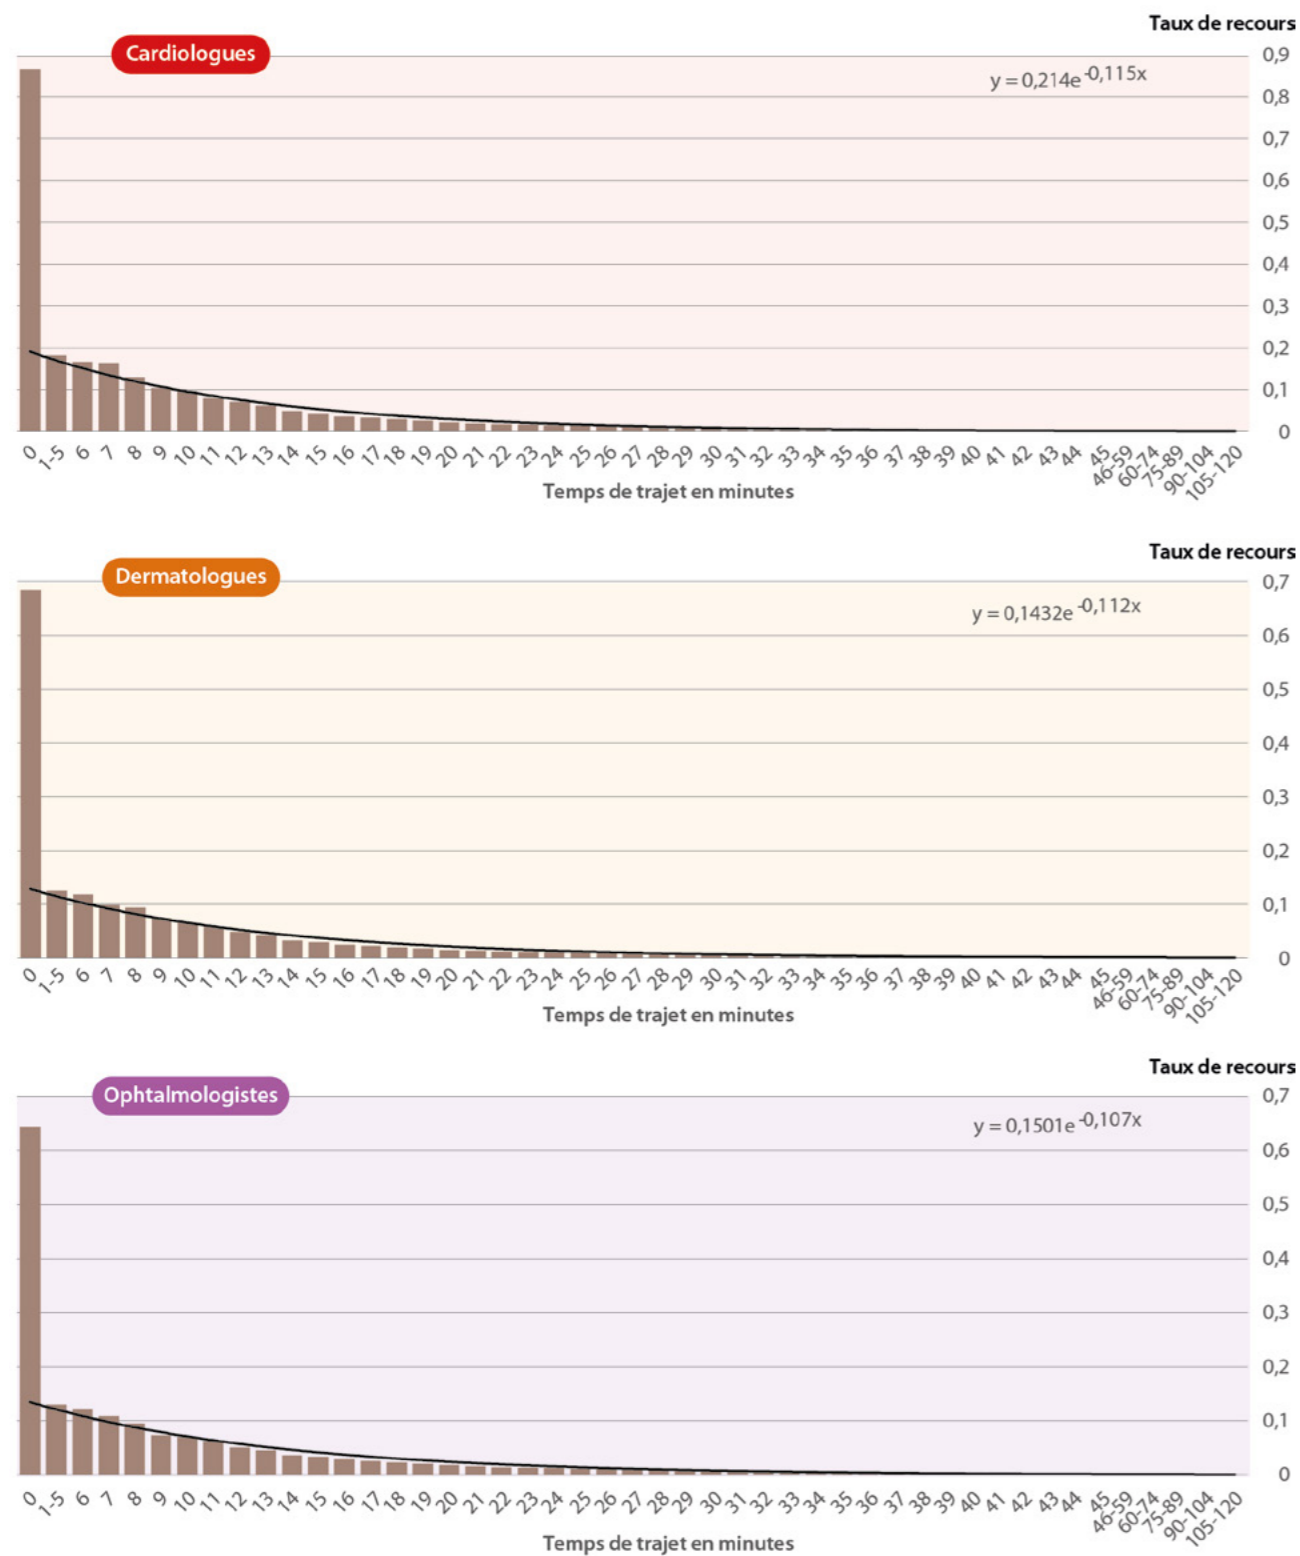 Taux de recours
Cardiologues
y = 0,214e-0,115x
0,9
0,8
0,7
0,6
0,5
0,4
0,3
0,2
0,1
0
0 1-5 6 7 8 9 10 11 12 13 14 15 16 17 18 19 20 21 22 23 24 25 26 27 28 29 30 31 32 33 34 35 36 37 38 39 40 41 42 43 44 45 46-59 60-74 75-89 90-104 105-120
Temps de trajet en minutes
Taux de recours
Dermatologues
y = 0,1432e-0,112x
0,7
0,6
0,5
0,4
0,3
0,2
0,1
0
0 1-5 6 7 8 9 10 11 12 13 14 15 16 17 18 19 20 21 22 23 24 25 26 27 28 29 30 31 32 33 34 35 36 37 38 39 40 41 42 43 44 45 46-59 60-74 75-89 90-104 105-120
Temps de trajet en minutes
Taux de recours
Ophtalmologistes
y = 0,1501e-0,107x
0,7
0,6
0,5
0,4
0,3
0,2
0,1
0
0 1-5 6 7 8 9 10 11 12 13 14 15 16 17 18 19 20 21 22 23 24 25 26 27 28 29 30 31 32 33 34 35 36 37 38 39 40 41 42 43 44 45 46-59 60-74 75-89 90-104 105-120
Temps de trajet en minutes